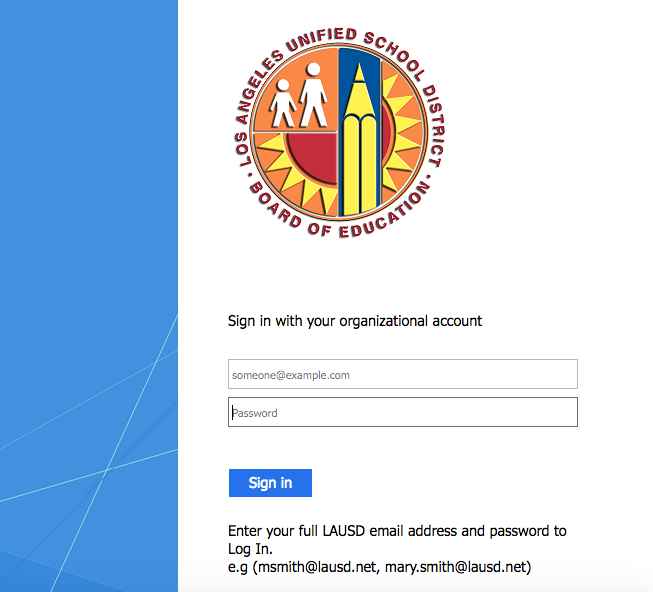 LOS ANGELES UNIFIED SCHOOL DISTRICT
BOARD OF EDUCATION
Sign in with your organizational account
someone@example.com
Password
Sign in
Enter your full LAUSD email address and password to
Log In.
e.g (msmith@lausd.net, mary.smith@lausd.net)